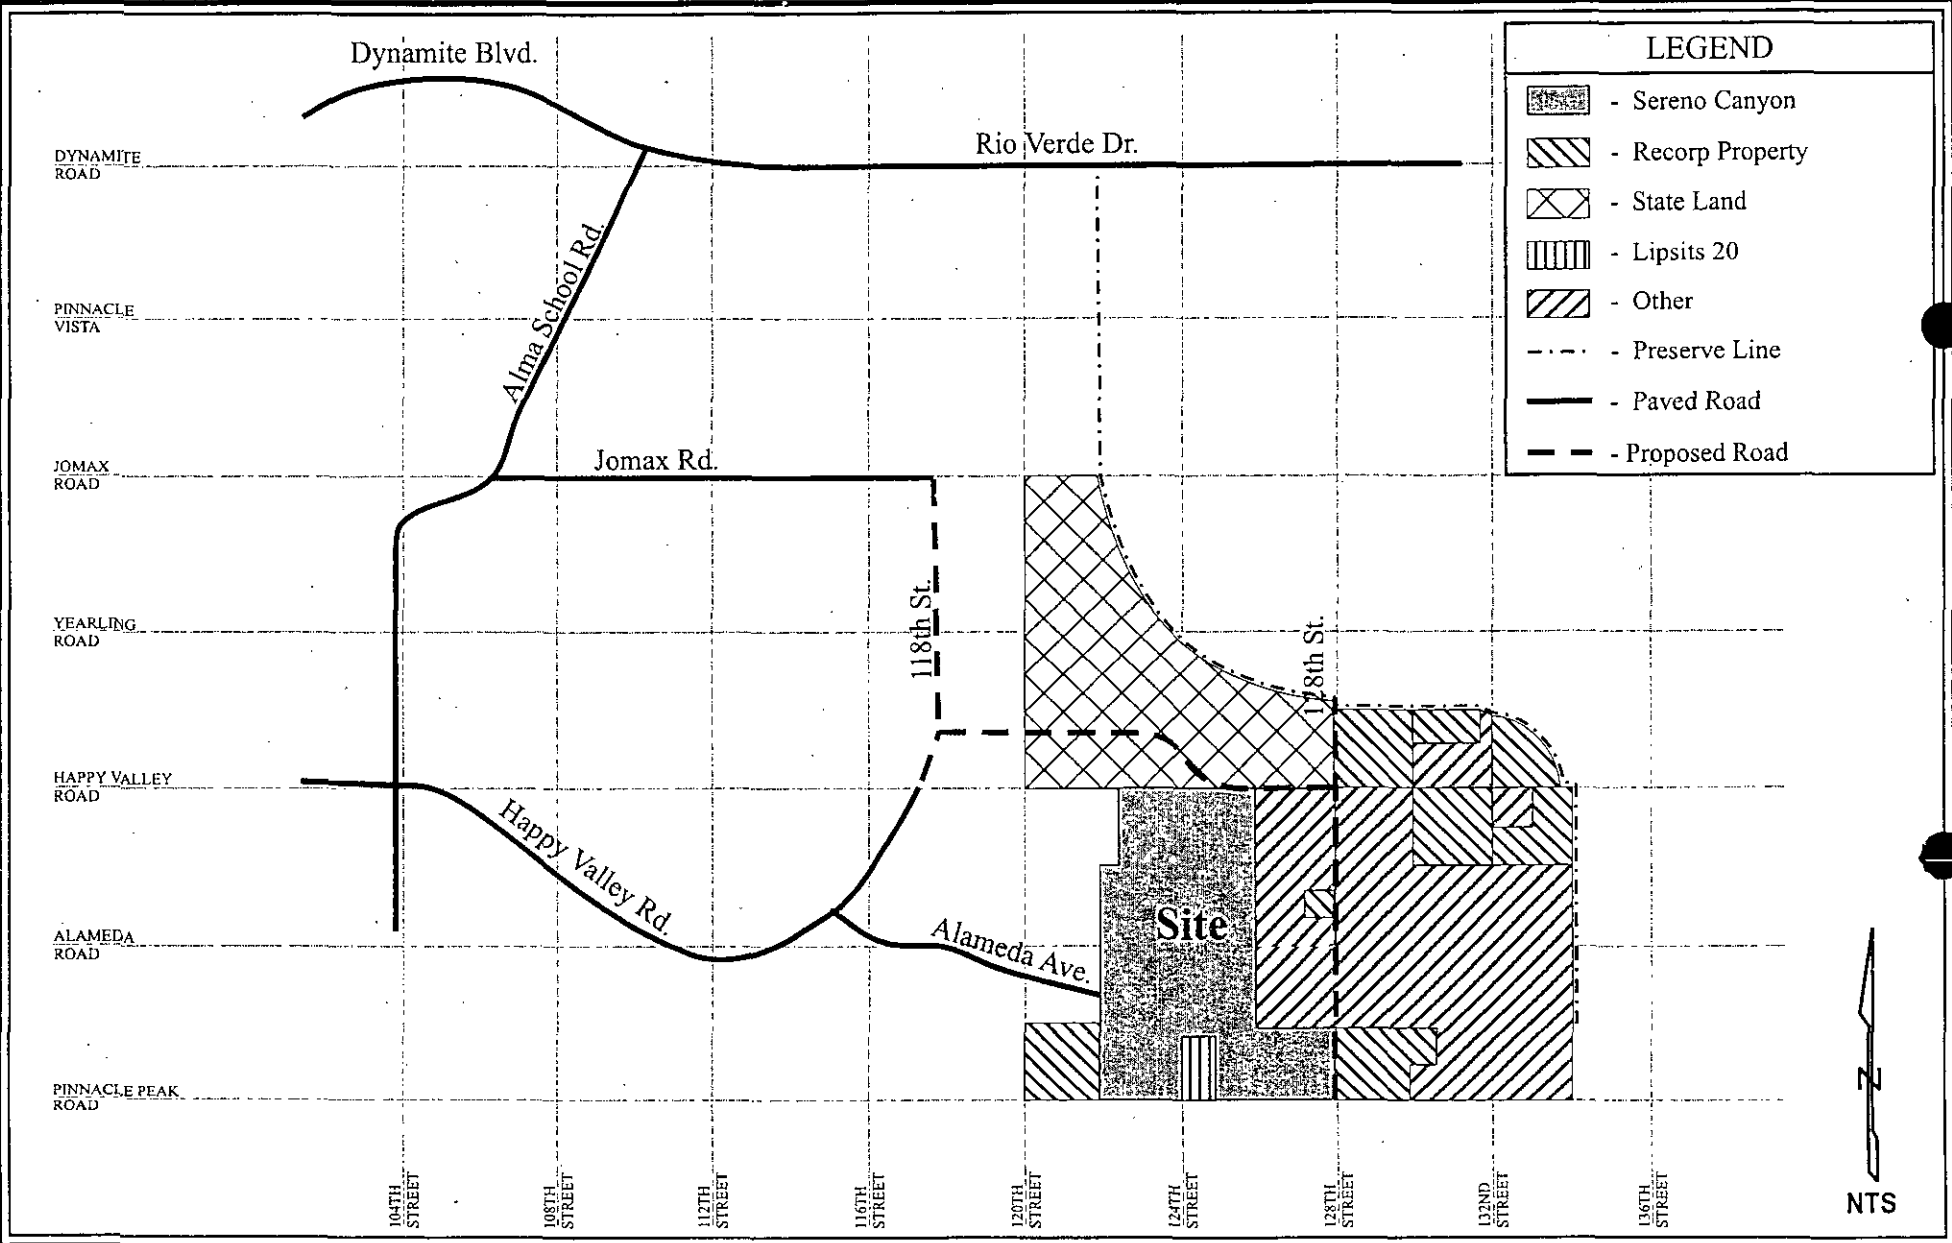 Dynamite Blvd.
LEGEND
- Sereno Canyon
- Recorp Property
- State Land
- Lipsits 20
- Other
- Preserve Line
- Paved Road
- Proposed Road
DYNAMITE
ROAD
Rio Verde Dr.
Alma School Rd.
PINNACLE
VISTA
JOMAX
ROAD
Jomax Rd.
YEARLING
ROAD
118th St.
128th St.
HAPPY VALLEY
ROAD
Happy Valley Rd.
Site
ALAMEDA
ROAD
Alameda Ave.
PINNACLE PEAK
ROAD
104TH
STREET
108TH
STREET
112TH
STREET
116TH
STREET
120TH
STREET
124TH
STREET
128TH
STREET
132ND
STREET
136TH
STREET
N
NTS